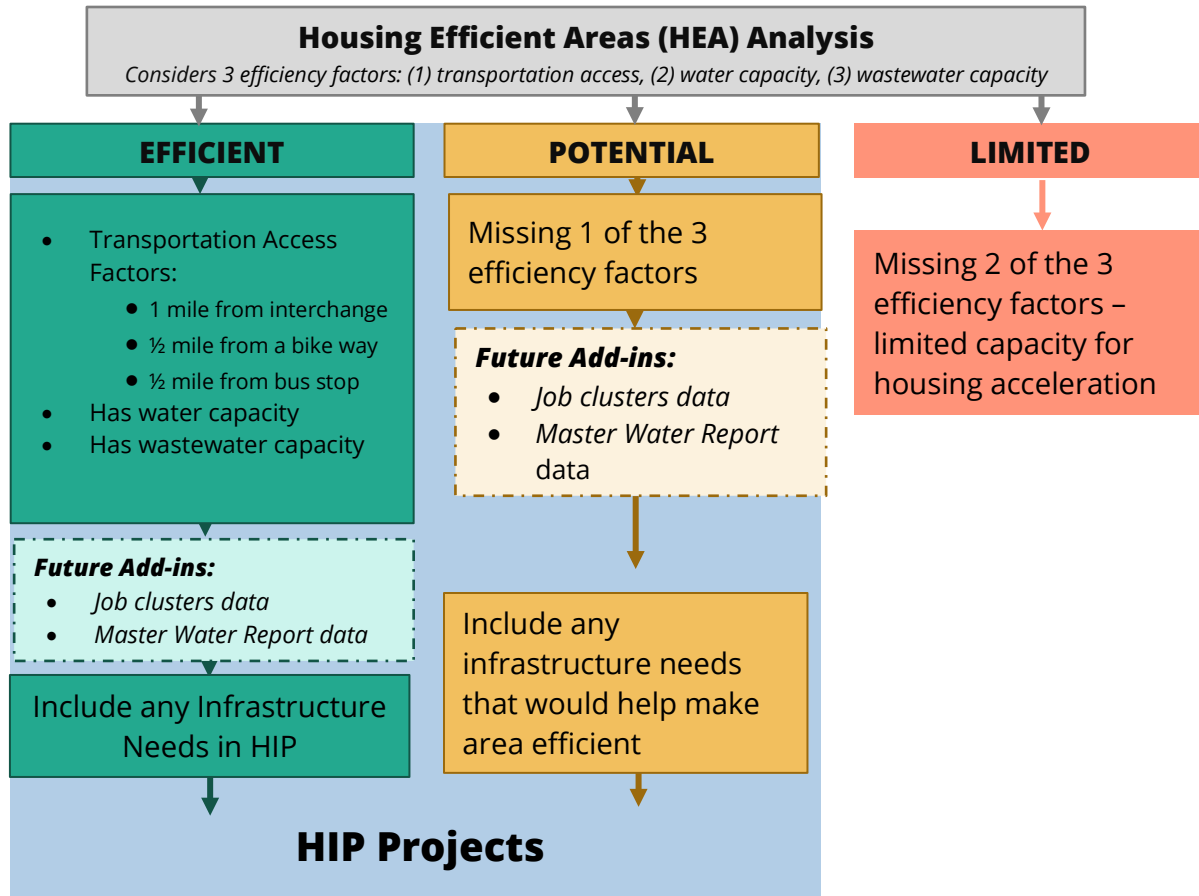 Housing Efficient Areas (HEA) Analysis
Considers 3 efficiency factors: (1) transportation access, (2) water capacity, (3) wastewater capacity
EFFICIENT
• Transportation Access
Factors:
• 1 mile from interchange
• ½ mile from a bike way
• ½ mile from bus stop
• Has water capacity
• Has wastewater capacity
Future Add-ins:
• Job clusters data
• Master Water Report data
Include any Infrastructure
Needs in HIP
POTENTIAL
Missing 1 of the 3
efficiency factors
Future Add-ins:
• Job clusters data
• Master Water Report
data
Include any
infrastructure needs
that would help make
area efficient
LIMITED
Missing 2 of the 3
efficiency factors –
limited capacity for
housing acceleration
HIP Projects